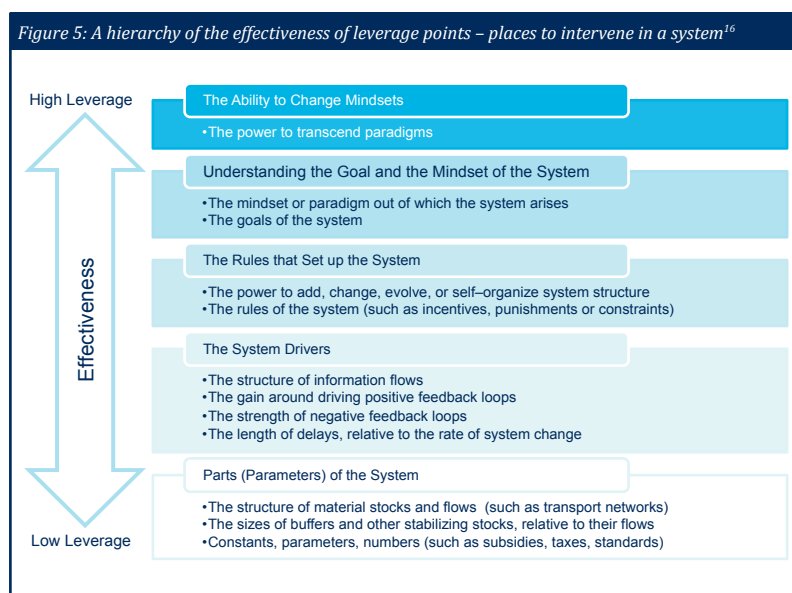 Figure 5: A hierarchy of the effectiveness of leverage points – places to intervene in a system16
High Leverage
The Ability to Change Mindsets
•The power to transcend paradigms
Understanding the Goal and the Mindset of the System
•The mindset or paradigm out of which the system arises
•The goals of the system
The Rules that Set up the System
•The power to add, change, evolve, or self–organize system structure
•The rules of the system (such as incentives, punishments or constraints)
Effectiveness
The System Drivers
•The structure of information flows
•The gain around driving positive feedback loops
•The strength of negative feedback loops
•The length of delays, relative to the rate of system change
Parts (Parameters) of the System
•The structure of material stocks and flows (such as transport networks)
•The sizes of buffers and other stabilizing stocks, relative to their flows
•Constants, parameters, numbers (such as subsidies, taxes, standards)
Low Leverage